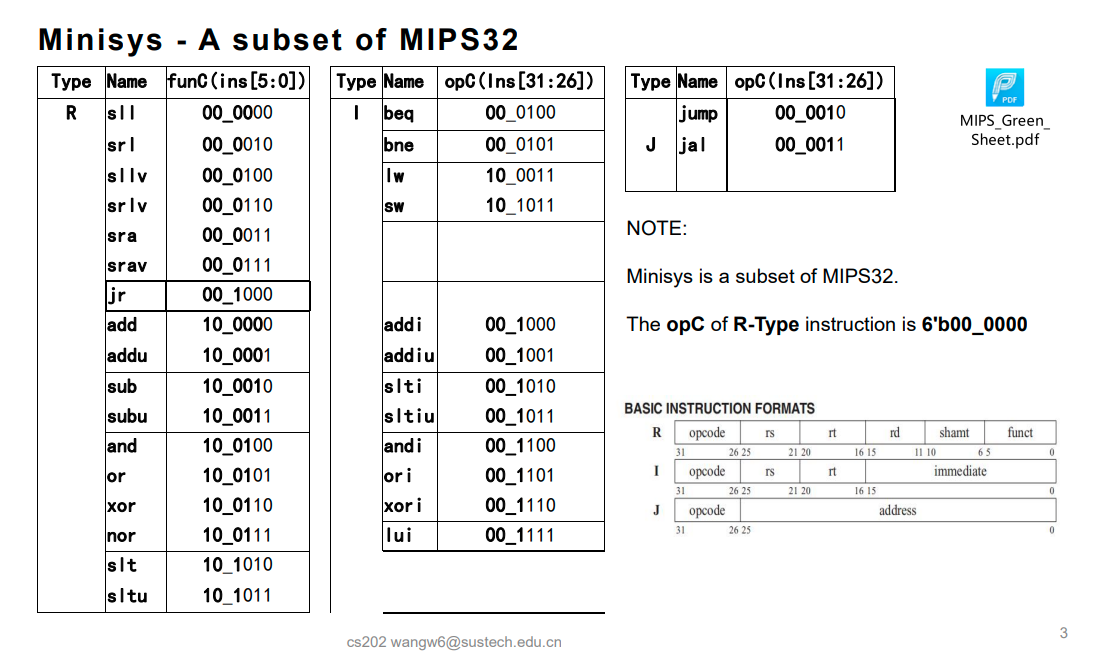 Minisys - A subset of MIPS32
Type Name funC(ins[5:0])
R sll 00_0000
srl 00_0010
sllv 00_0100
srlv 00_0110
sra 00_0011
srav 00_0111
jr 00_1000
add 10_0000
addu 10_0001
sub 10_0010
subu 10_0011
and 10_0100
or 10_0101
xor 10_0110
nor 10_0111
slt 10_1010
sltu 10_1011
Type Name opC(Ins[31:26])
I beq 00_0100
bne 00_0101
lw 10_0011
sw 10_1011
addi 00_1000
addiu 00_1001
slti 00_1010
sltiu 00_1011
andi 00_1100
ori 00_1101
xori 00_1110
lui 00_1111
Type Name opC(Ins[31:26])
jump 00_0010
J jal 00_0011
PDF
MIPS_Green_
Sheet.pdf
NOTE:
Minisys is a subset of MIPS32.
The opC of R-Type instruction is 6'b00_0000
BASIC INSTRUCTION FORMATS
R opcode rs rt rd shamt funct
31 26 25 21 20 16 15 11 10 6 5 0
I opcode rs rt immediate
31 26 25 21 20 16 15 0
J opcode address
31 26 25 0
cs202 wangw6@sustech.edu.cn
3